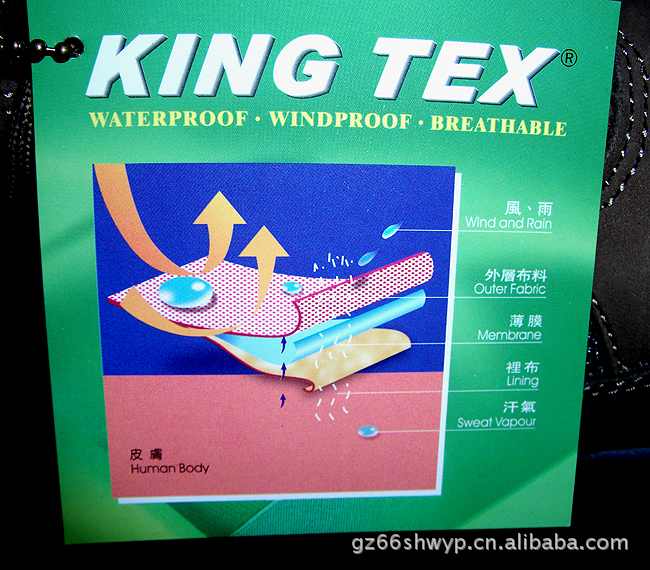 KING TEX®
WATERPROOF · WINDPROOF · BREATHABLE
風、雨
Wind and Rain
外層布料
Outer Fabric
薄膜
Membrane
裡布
Lining
汗氣
Sweat Vapour
皮膚
Human Body
gz66shwyp.cn.alibaba.com